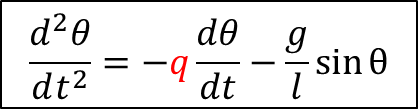 d²θ/dt² = −q dθ/dt − g/l sin θ